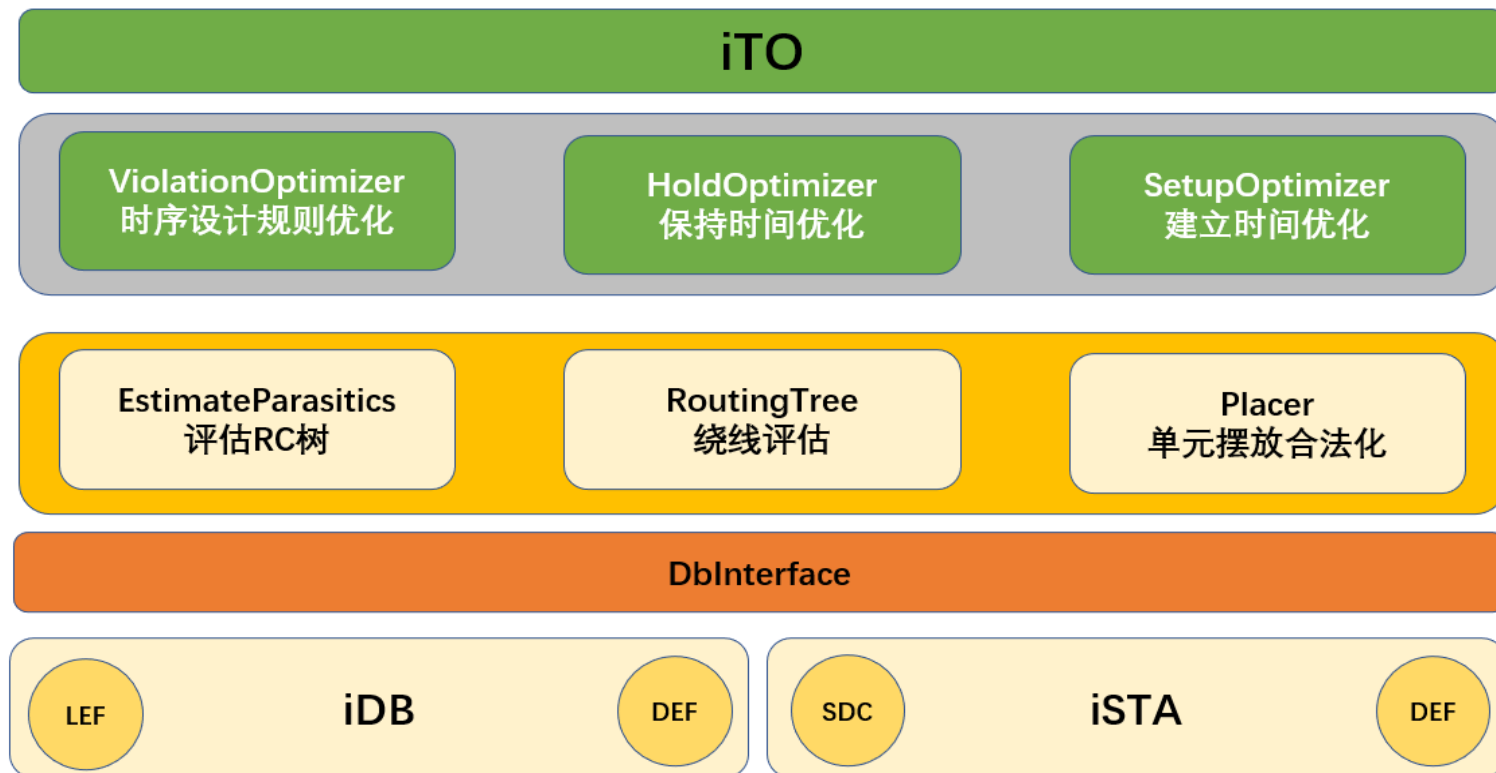 iTO
ViolationOptimizer
时序设计规则优化
HoldOptimizer
保持时间优化
SetupOptimizer
建立时间优化
EstimateParasitics
评估RC树
RoutingTree
绕线评估
Placer
单元摆放合法化
DbInterface
LEF
iDB
DEF
SDC
iSTA
DEF